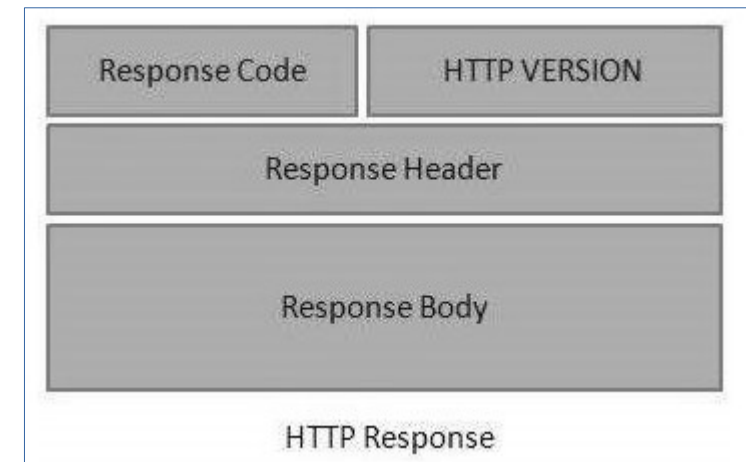 Response Code HTTP VERSION
Response Header
Response Body
HTTP Response